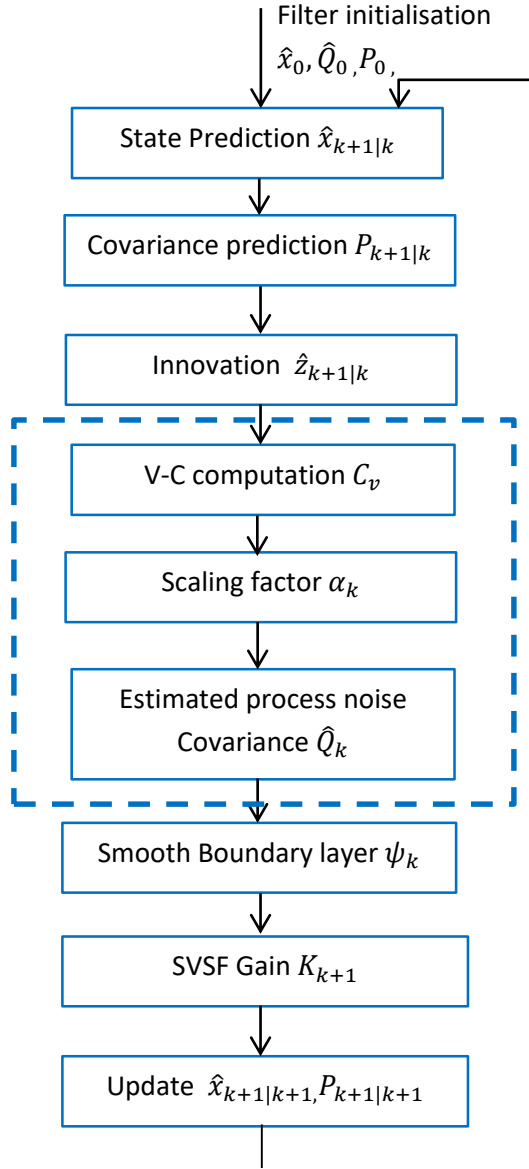 Filter initialisation
x̂₀, Q̂₀ , P₀ ,
State Prediction x̂ₖ₊₁|ₖ
Covariance prediction Pₖ₊₁|ₖ
Innovation ẑₖ₊₁|ₖ
V-C computation Cᵥ
Scaling factor αₖ
Estimated process noise
Covariance Q̂ₖ
Smooth Boundary layer ψₖ
SVSF Gain Kₖ₊₁
Update x̂ₖ₊₁|ₖ₊₁, Pₖ₊₁|ₖ₊₁